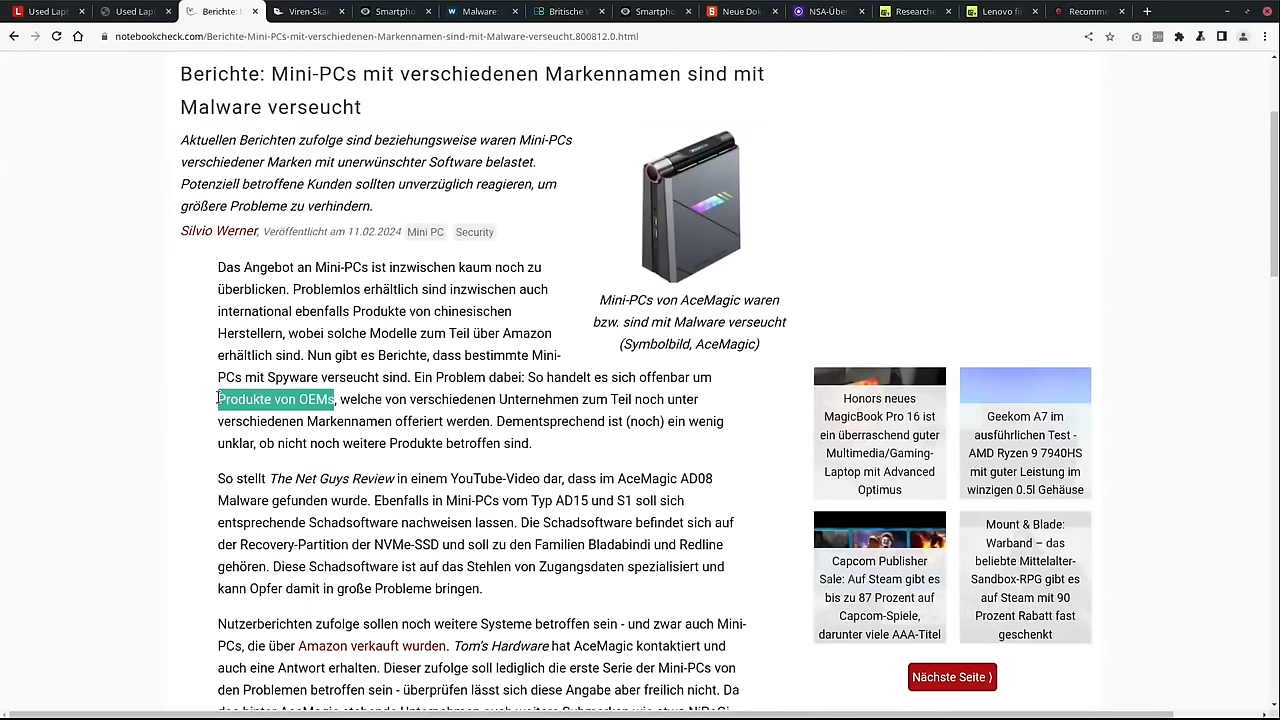 Used Lapt
Used Lapt
Berichte:
Viren-Ska
Smartpho
Malware:
Britische
Smartpho
Neue Dok
NSA-Über
Researche
Lenovo fi
Recomme
notebookcheck.com/Berichte-Mini-PCs-mit-verschiedenen-Markennamen-sind-mit-Malware-verseucht.800812.0.html
Berichte: Mini-PCs mit verschiedenen Markennamen sind mit
Malware verseucht
Aktuellen Berichten zufolge sind beziehungsweise waren Mini-PCs
verschiedener Marken mit unerwünschter Software belastet.
Potenziell betroffene Kunden sollten unverzüglich reagieren, um
größere Probleme zu verhindern.
Silvio Werner, Veröffentlicht am 11.02.2024 Mini PC Security
Das Angebot an Mini-PCs ist inzwischen kaum noch zu
überblicken. Problemlos erhältlich sind inzwischen auch
international ebenfalls Produkte von chinesischen
Herstellern, wobei solche Modelle zum Teil über Amazon
erhältlich sind. Nun gibt es Berichte, dass bestimmte Mini-
PCs mit Spyware verseucht sind. Ein Problem dabei: So handelt es sich offenbar um
Produkte von OEMs, welche von verschiedenen Unternehmen zum Teil noch unter
verschiedenen Markennamen offeriert werden. Dementsprechend ist (noch) ein wenig
unklar, ob nicht noch weitere Produkte betroffen sind.
Mini-PCs von AceMagic waren
bzw. sind mit Malware verseucht
(Symbolbild, AceMagic)
So stellt The Net Guys Review in einem YouTube-Video dar, dass im AceMagic AD08
Malware gefunden wurde. Ebenfalls in Mini-PCs vom Typ AD15 und S1 soll sich
entsprechende Schadsoftware nachweisen lassen. Die Schadsoftware befindet sich auf
der Recovery-Partition der NVMe-SSD und soll zu den Familien Bladabindi und Redline
gehören. Diese Schadsoftware ist auf das Stehlen von Zugangsdaten spezialisiert und
kann Opfer damit in große Probleme bringen.
Nutzerberichten zufolge sollen noch weitere Systeme betroffen sein - und zwar auch Mini-
PCs, die über Amazon verkauft wurden. Tom's Hardware hat AceMagic kontaktiert und
auch eine Antwort erhalten. Dieser zufolge soll lediglich die erste Serie der Mini-PCs von
den Problemen betroffen sein - überprüfen lässt sich diese Angabe aber freilich nicht. Da
Honors neues
MagicBook Pro 16 ist
ein überraschend guter
Multimedia/Gaming-
Laptop mit Advanced
Optimus
Geekom A7 im
ausführlichen Test -
AMD Ryzen 9 7940HS
mit guter Leistung im
winzigen 0.5l Gehäuse
Capcom Publisher
Sale: Auf Steam gibt es
bis zu 87 Prozent auf
Capcom-Spiele,
darunter viele AAA-Titel
Mount & Blade:
Warband – das
beliebte Mittelalter-
Sandbox-RPG gibt es
auf Steam mit 90
Prozent Rabatt fast
geschenkt
Nächste Seite ⟩